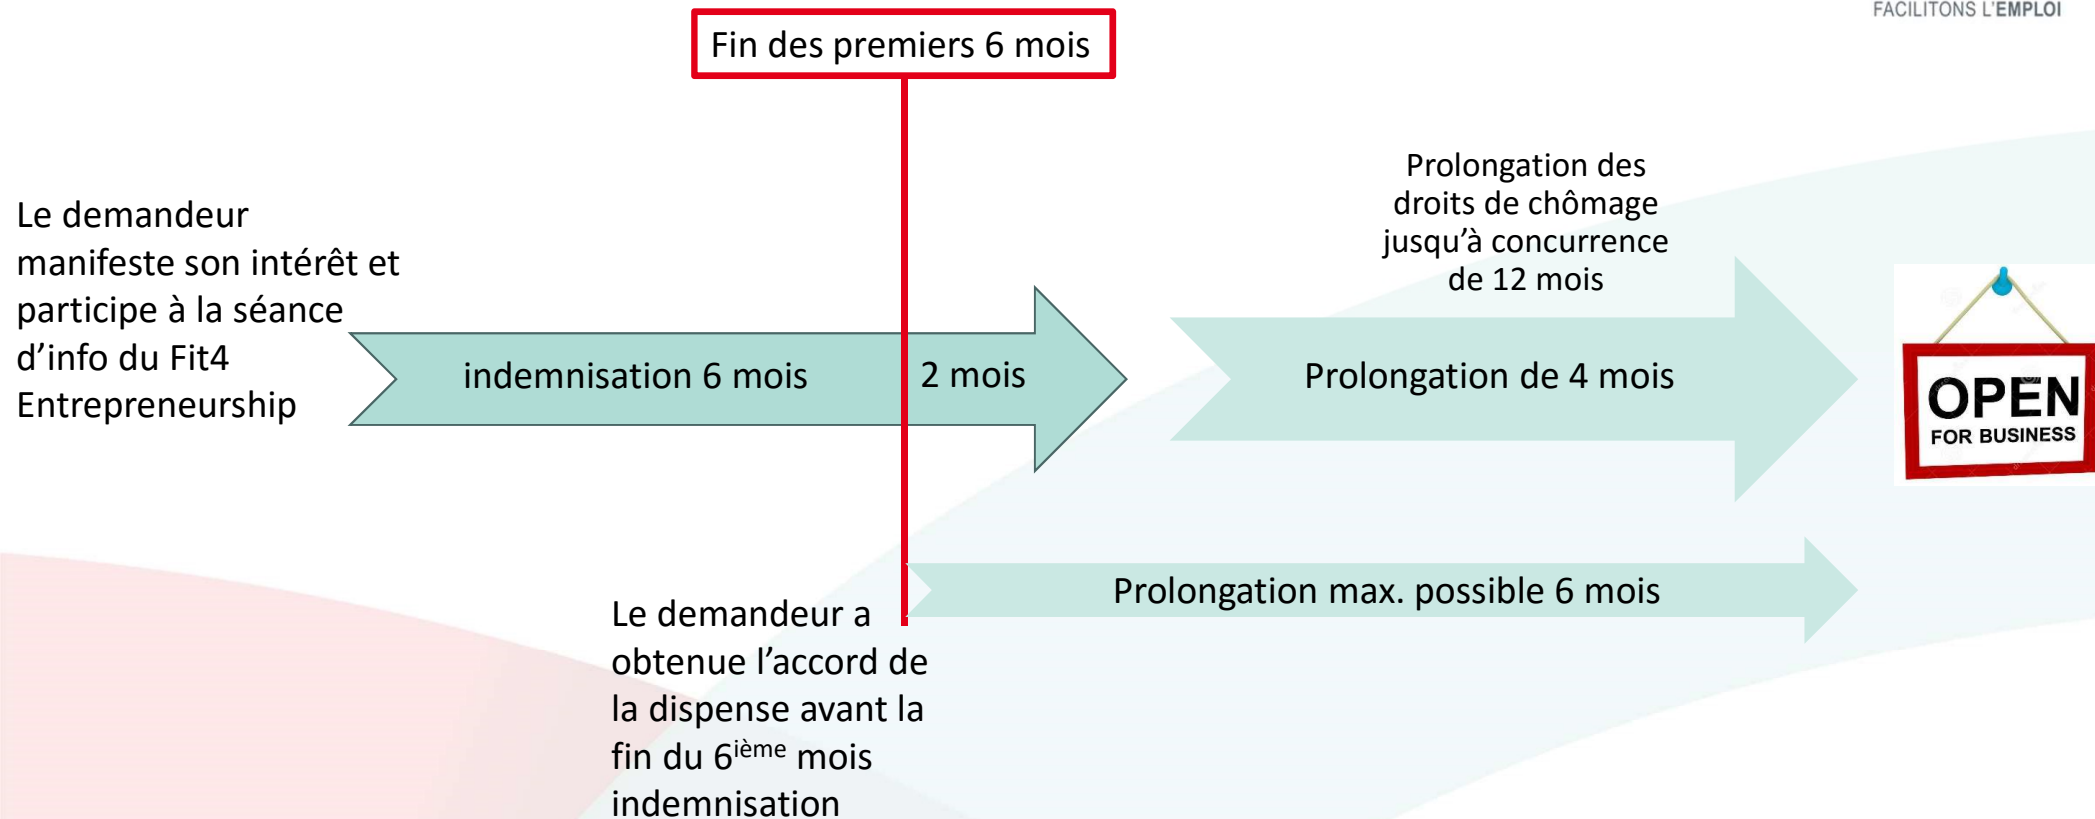 FACILITONS L'EMPLOI
Fin des premiers 6 mois
Le demandeur
manifeste son intérêt et
participe à la séance
d'info du Fit4
Entrepreneurship
indemnisation 6 mois
2 mois
Prolongation des
droits de chômage
jusqu'à concurrence
de 12 mois
Prolongation de 4 mois
OPEN
FOR BUSINESS
Prolongation max. possible 6 mois
Le demandeur a
obtenue l'accord de
la dispense avant la
fin du 6ième mois
indemnisation